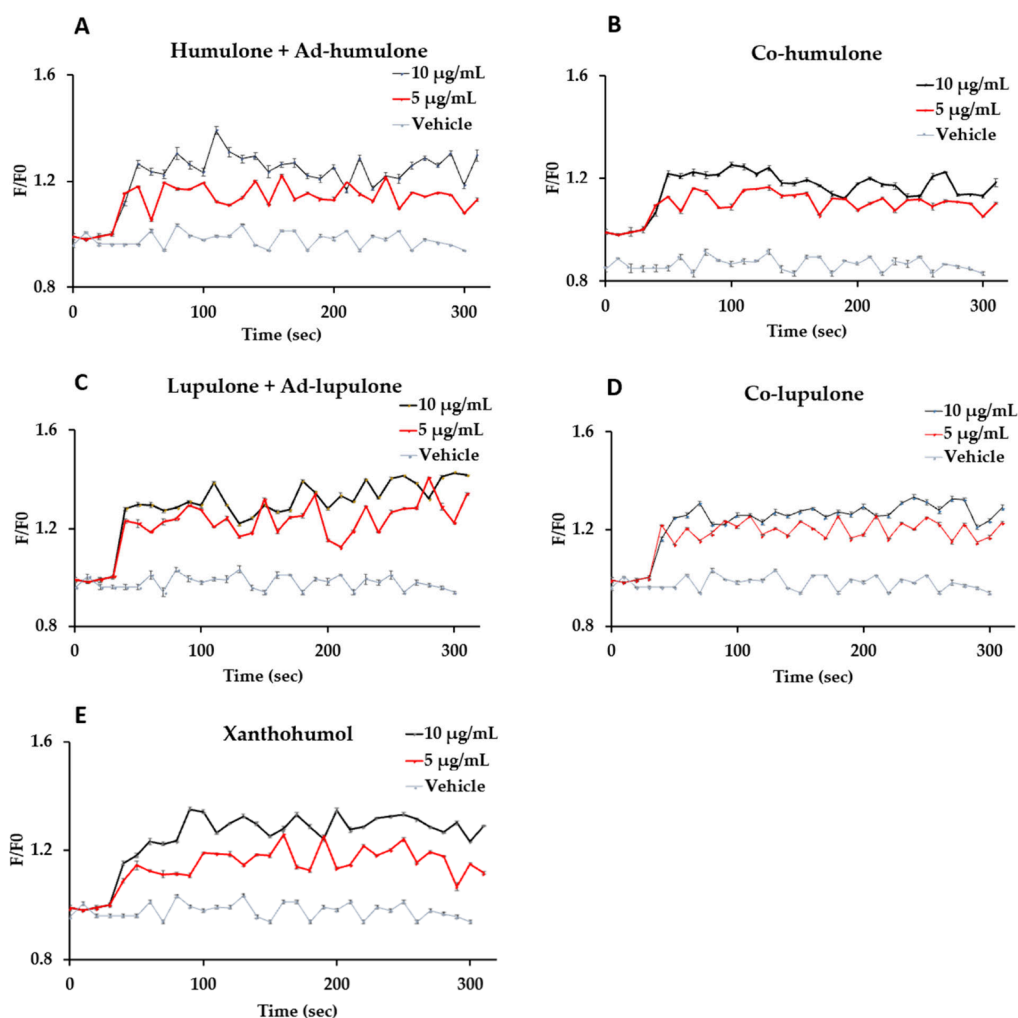 A
Humulone + Ad-humulone
10 µg/mL
5 µg/mL
Vehicle
1.6
1.2
0.8
F/F0
0
100
200
300
Time (sec)
B
Co-humulone
10 µg/mL
5 µg/mL
Vehicle
1.6
1.2
0.8
F/F0
0
100
200
300
Time (sec)
C
Lupulone + Ad-lupulone
10 µg/mL
5 µg/mL
Vehicle
1.6
1.2
0.8
F/F0
0
100
200
300
Time (sec)
D
Co-lupulone
10 µg/mL
5 µg/mL
Vehicle
1.6
1.2
0.8
F/F0
0
100
200
300
Time (sec)
E
Xanthohumol
10 µg/mL
5 µg/mL
Vehicle
1.6
1.2
0.8
F/F0
0
100
200
300
Time (sec)